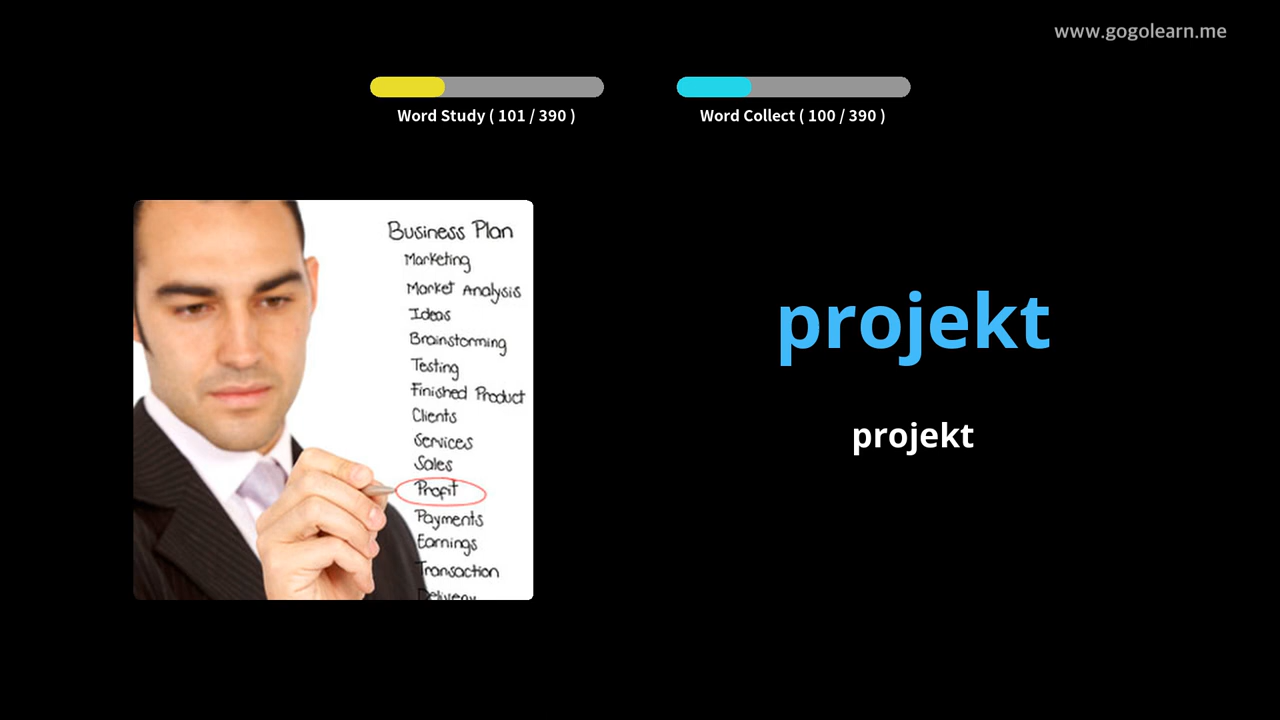 www.gogolearn.me
Word Study ( 101 / 390 )
Word Collect ( 100 / 390 )
Business Plan
Marketing
Market Analysis
Ideas
Brainstorming
Testing
Finished Product
Clients
Services
Sales
Profit
Payments
Earnings
Transaction
Delivery
projekt
projekt